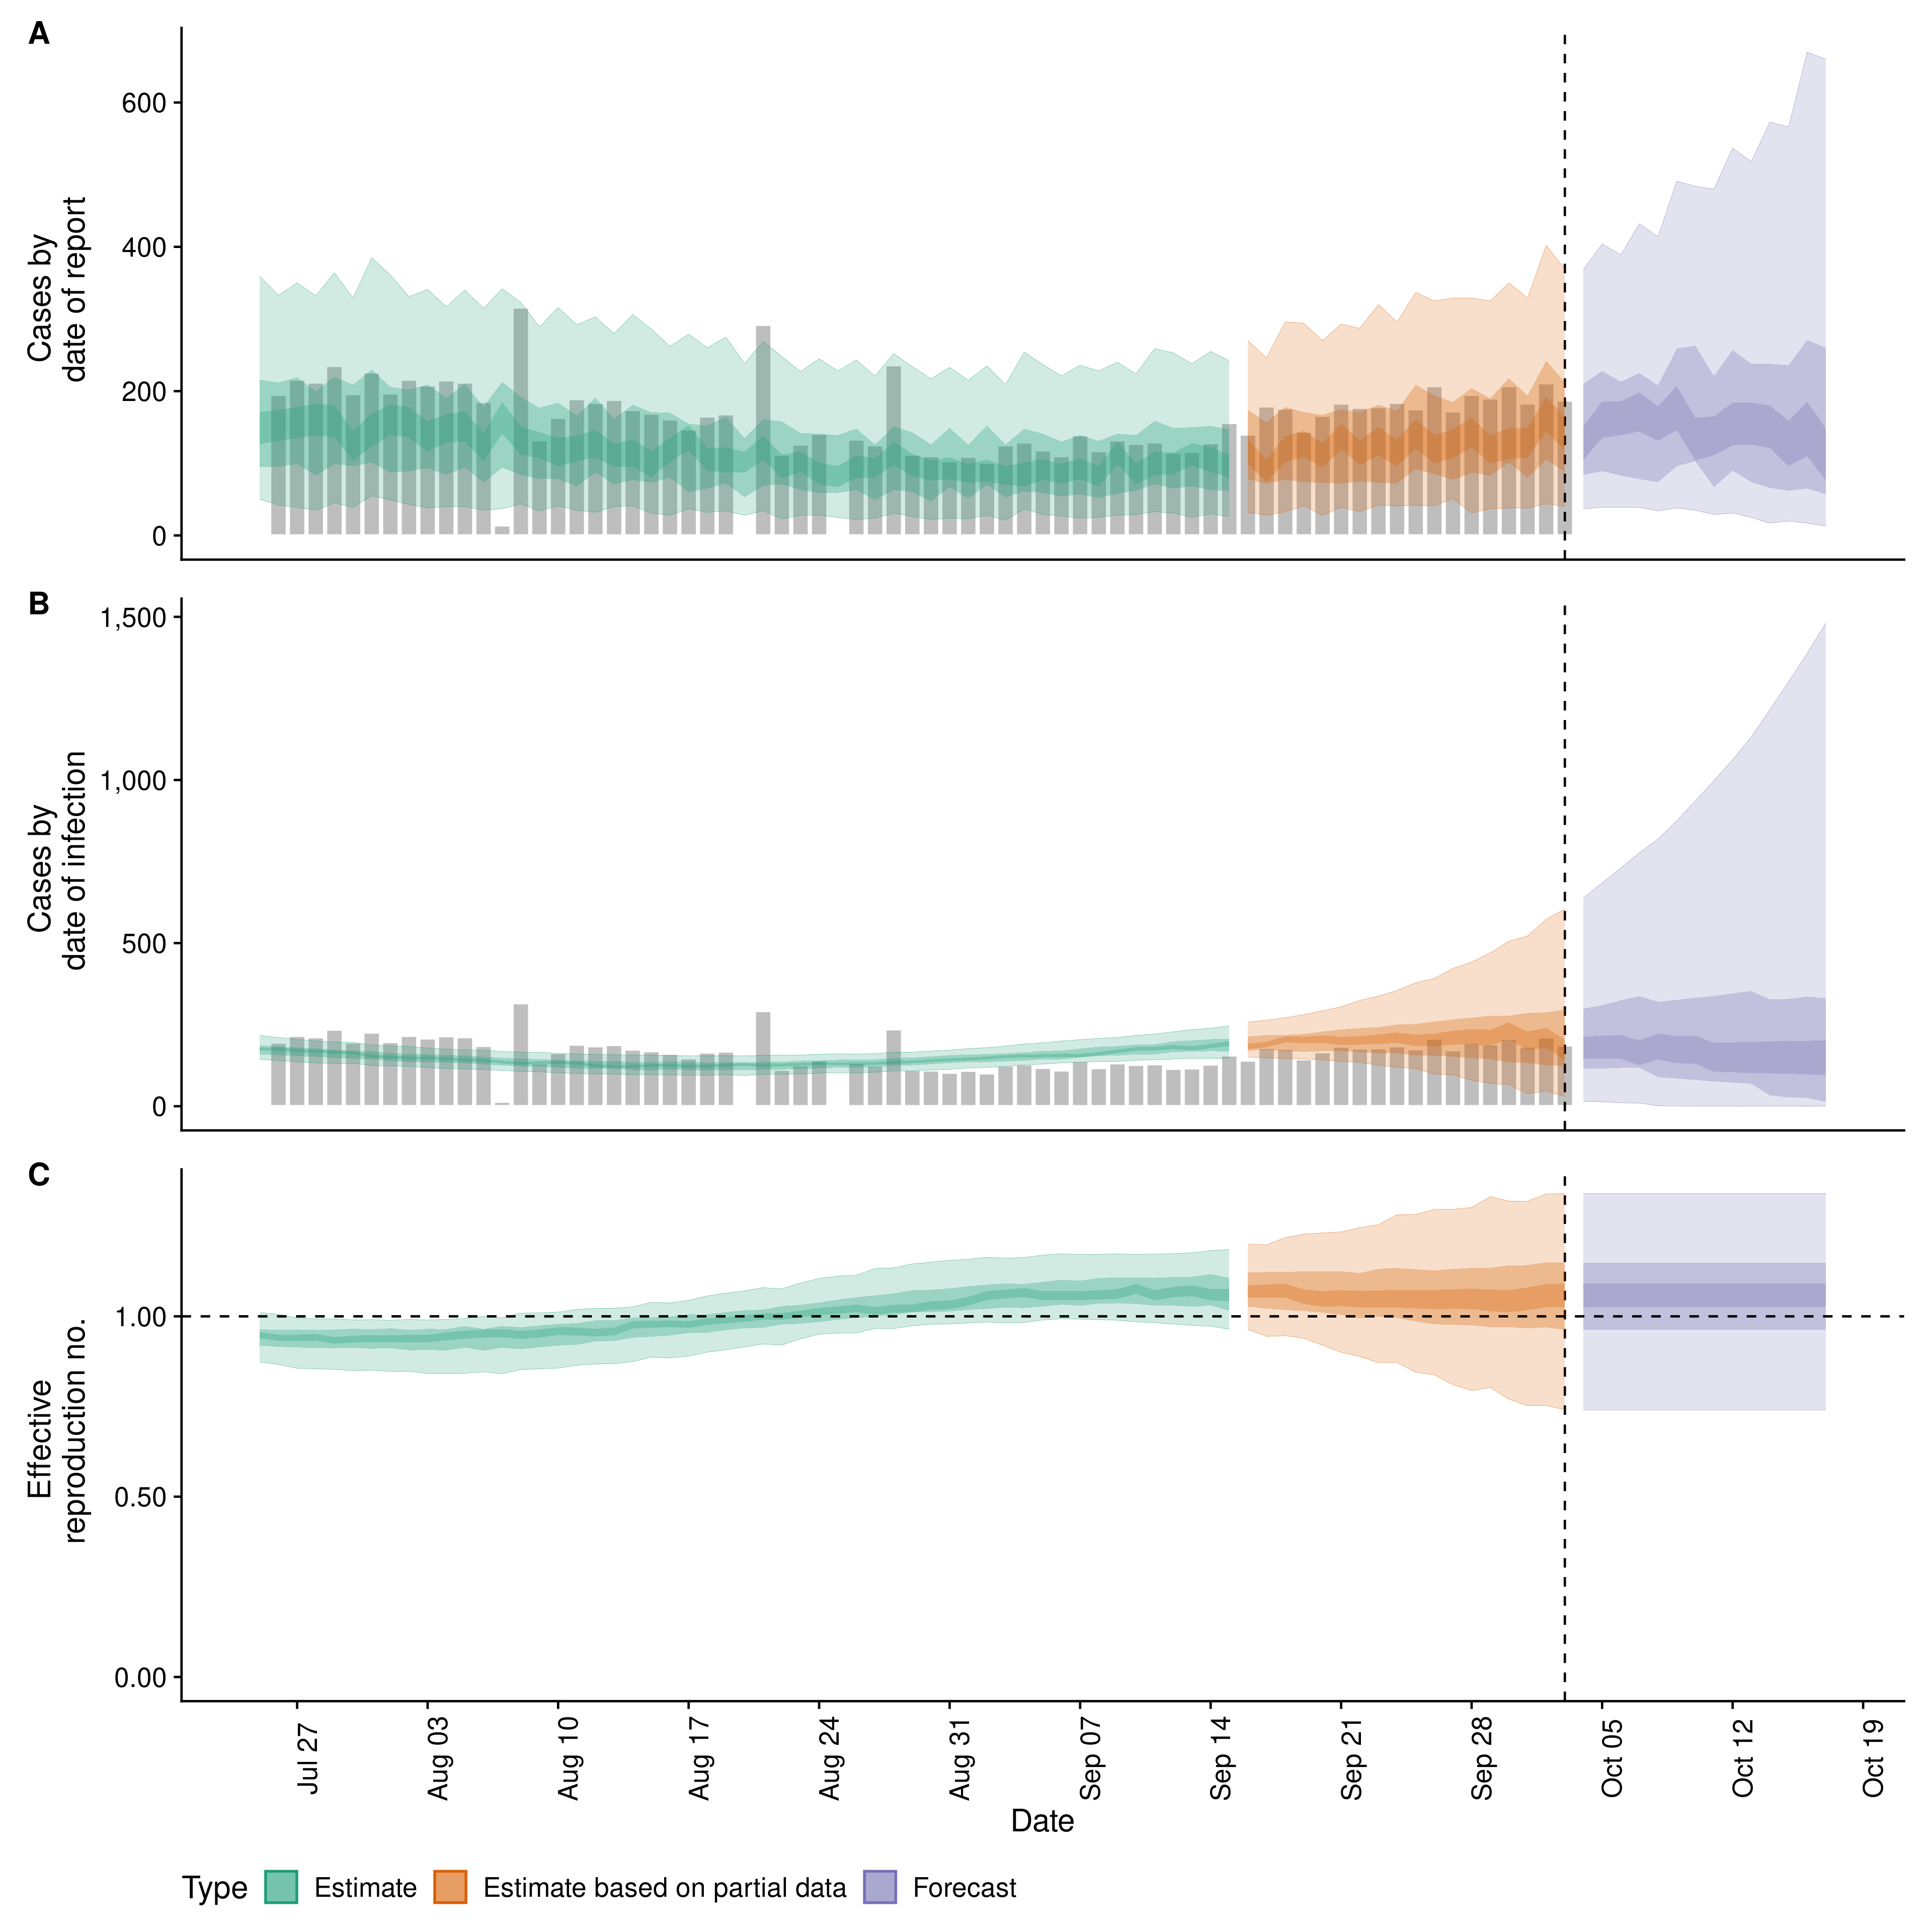 A
Cases by
date of report
600
400
200
0
B
Cases by
date of infection
1,500
1,000
500
0
C
Effective
reproduction no.
1.00
0.50
0.00
Jul 27
Aug 03
Aug 10
Aug 17
Aug 24
Aug 31
Sep 07
Sep 14
Sep 21
Sep 28
Oct 05
Oct 12
Oct 19
Date
Type Estimate Estimate based on partial data Forecast